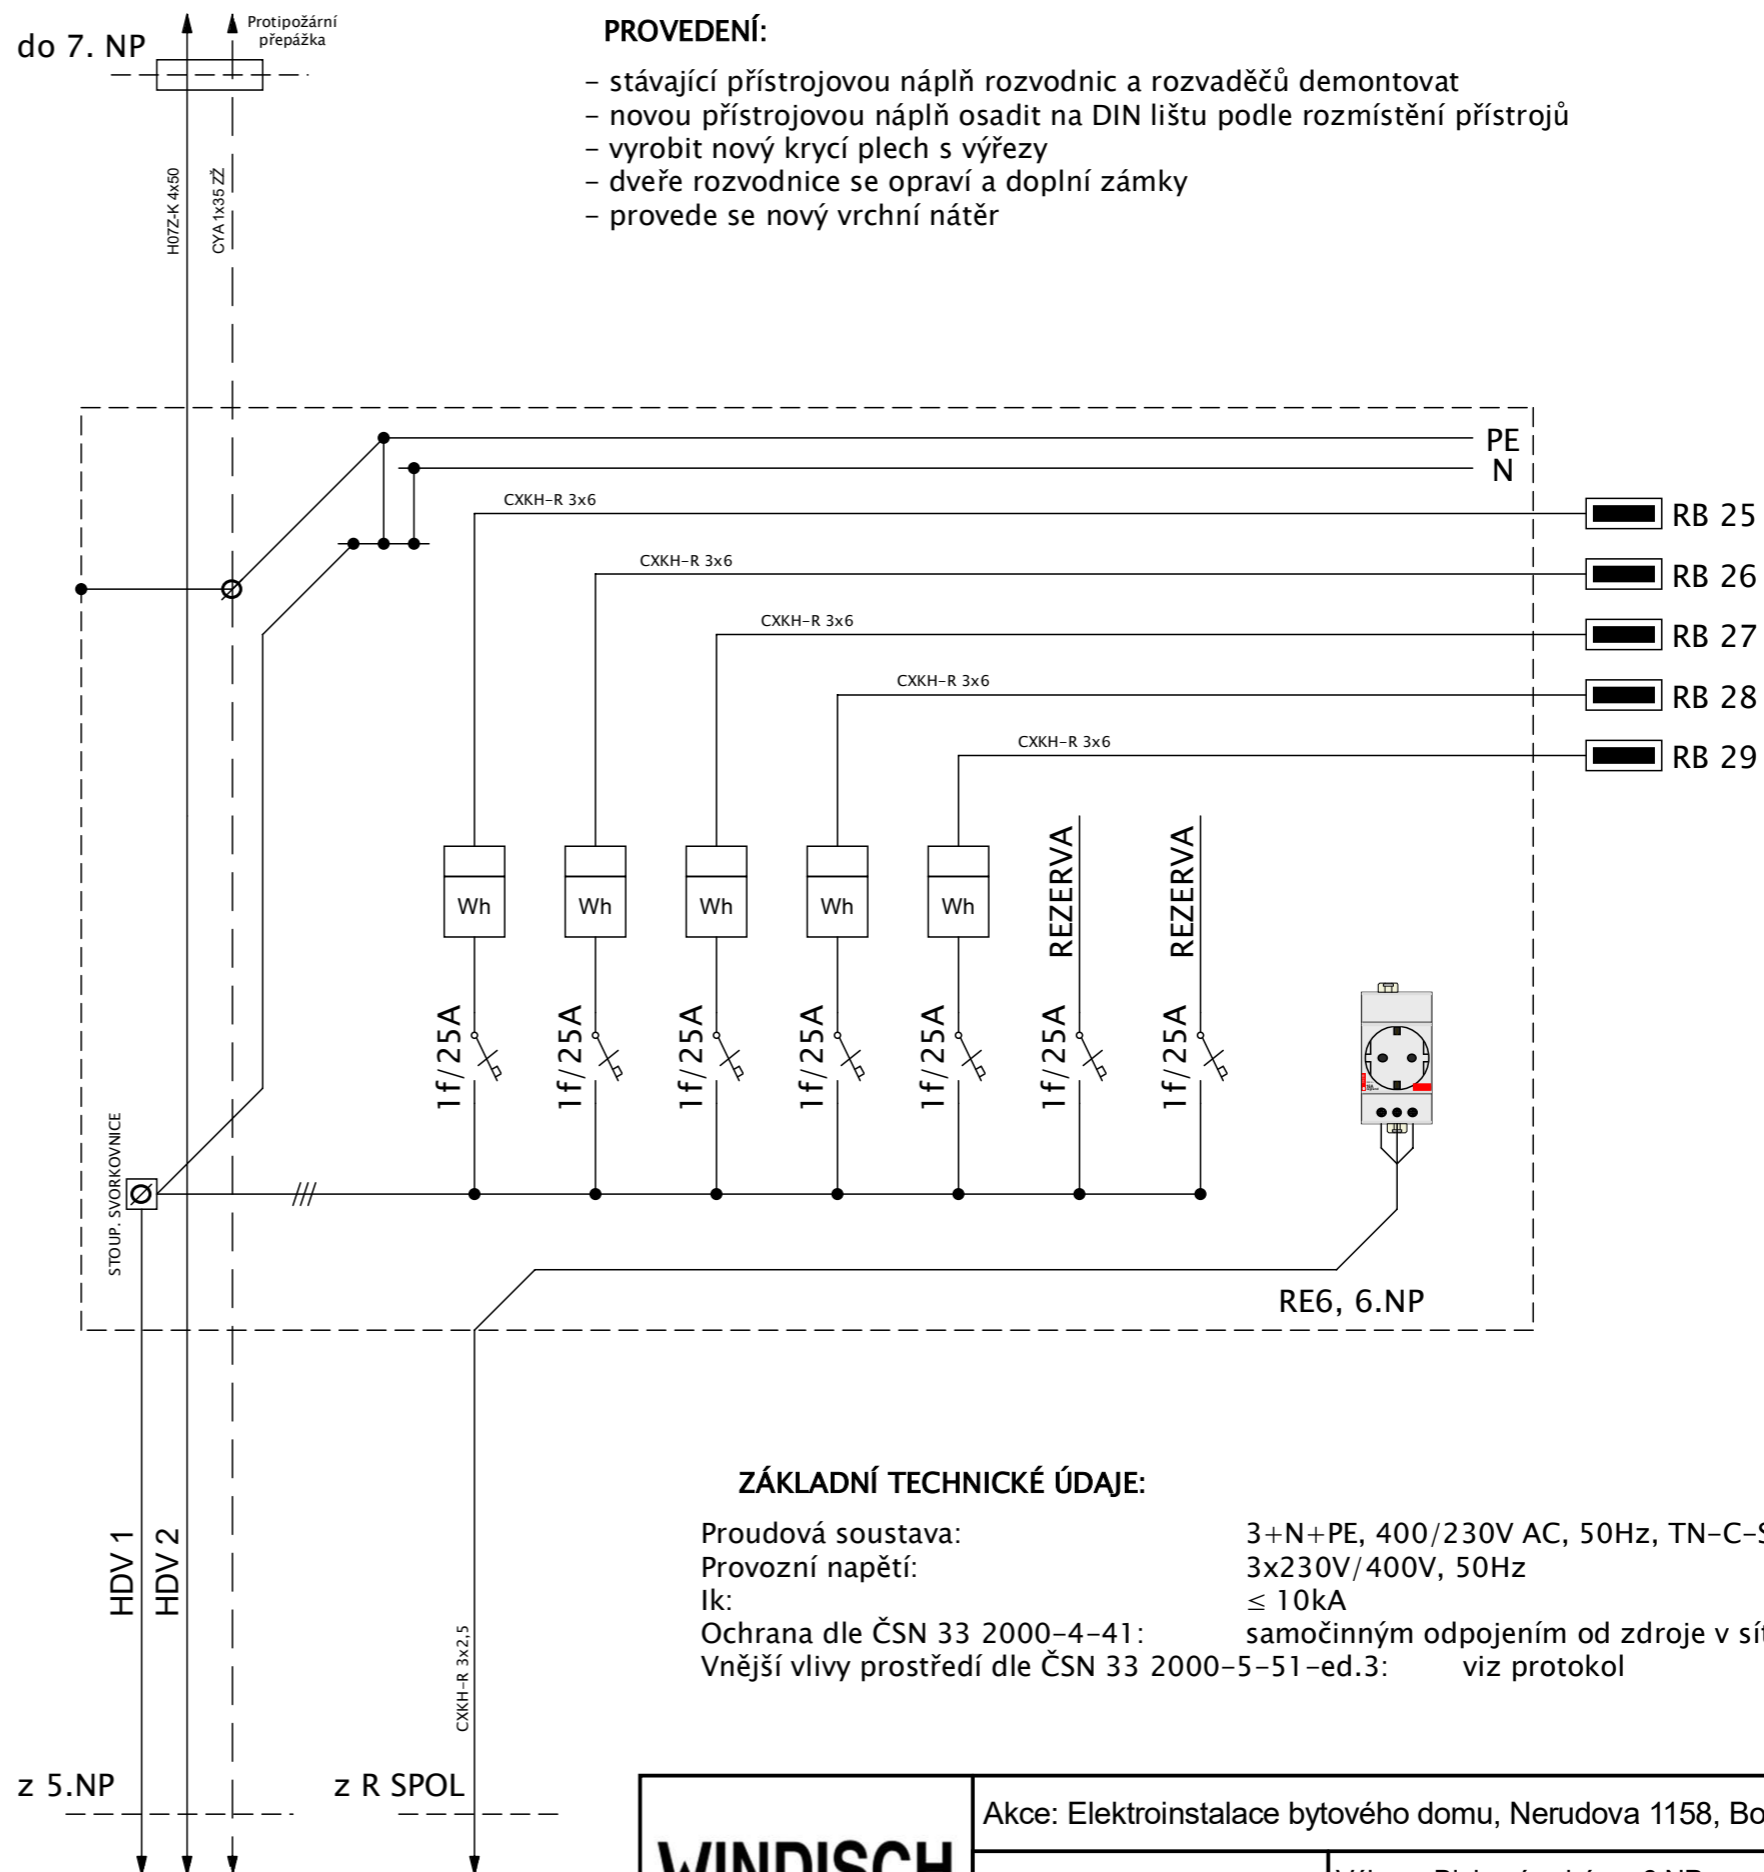 do 7. NP
Protipožární
přepážka
PROVEDENÍ:
– stávající přístrojovou náplň rozvodnic a rozvaděčů demontovat
– novou přístrojovou náplň osadit na DIN lištu podle rozmístění přístrojů
– vyrobit nový krycí plech s výřezy
– dveře rozvodnice se opraví a doplní zámky
– provede se nový vrchní nátěr
H07Z-K 4x50
CYA 1x35 ZŽ
PE
N
CXKH-R 3x6
RB 25
CXKH-R 3x6
RB 26
CXKH-R 3x6
RB 27
CXKH-R 3x6
RB 28
CXKH-R 3x6
RB 29
Wh
Wh
Wh
Wh
Wh
REZERVA
REZERVA
1f/25A
1f/25A
1f/25A
1f/25A
1f/25A
1f/25A
1f/25A
STOUP. SVORKOVNICE
RE6, 6.NP
HDV 1
HDV 2
CXKH-R 3x2,5
ZÁKLADNÍ TECHNICKÉ ÚDAJE:
Proudová soustava: 3+N+PE, 400/230V AC, 50Hz, TN-C-S
Provozní napětí: 3x230V/400V, 50Hz
Ik: ≤ 10kA
Ochrana dle ČSN 33 2000-4-41: samočinným odpojením od zdroje v sí
Vnější vlivy prostředí dle ČSN 33 2000-5-51-ed.3: viz protokol
z 5.NP
z R SPOL
WINDISCH
Akce: Elektroinstalace bytového domu, Nerudova 1158, Bo